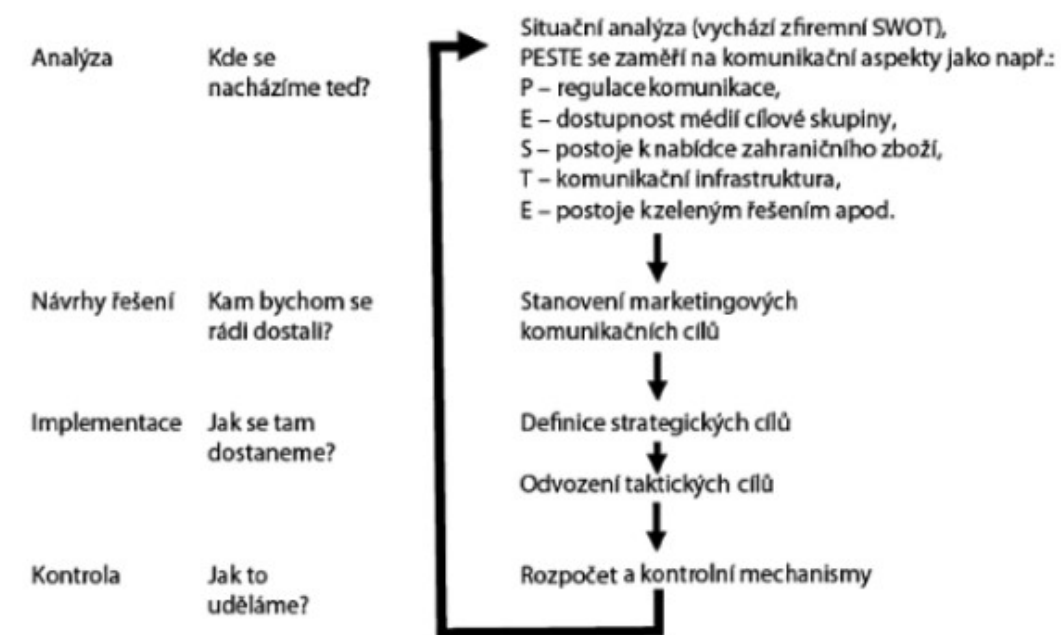 Analýza
Kde se
nacházíme teď?
Situační analýza (vychází z firemní SWOT),
PESTE se zaměří na komunikační aspekty jako např.:
P – regulace komunikace,
E – dostupnost médií cílové skupiny,
S – postoje k nabídce zahraničního zboží,
T – komunikační infrastruktura,
E – postoje k zeleným řešením apod.
Návrhy řešení
Kam bychom se
rádi dostali?
Stanovení marketingových
komunikačních cílů
Implementace
Jak se tam
dostaneme?
Definice strategických cílů
Odvození taktických cílů
Kontrola
Jak to
uděláme?
Rozpočet a kontrolní mechanismy